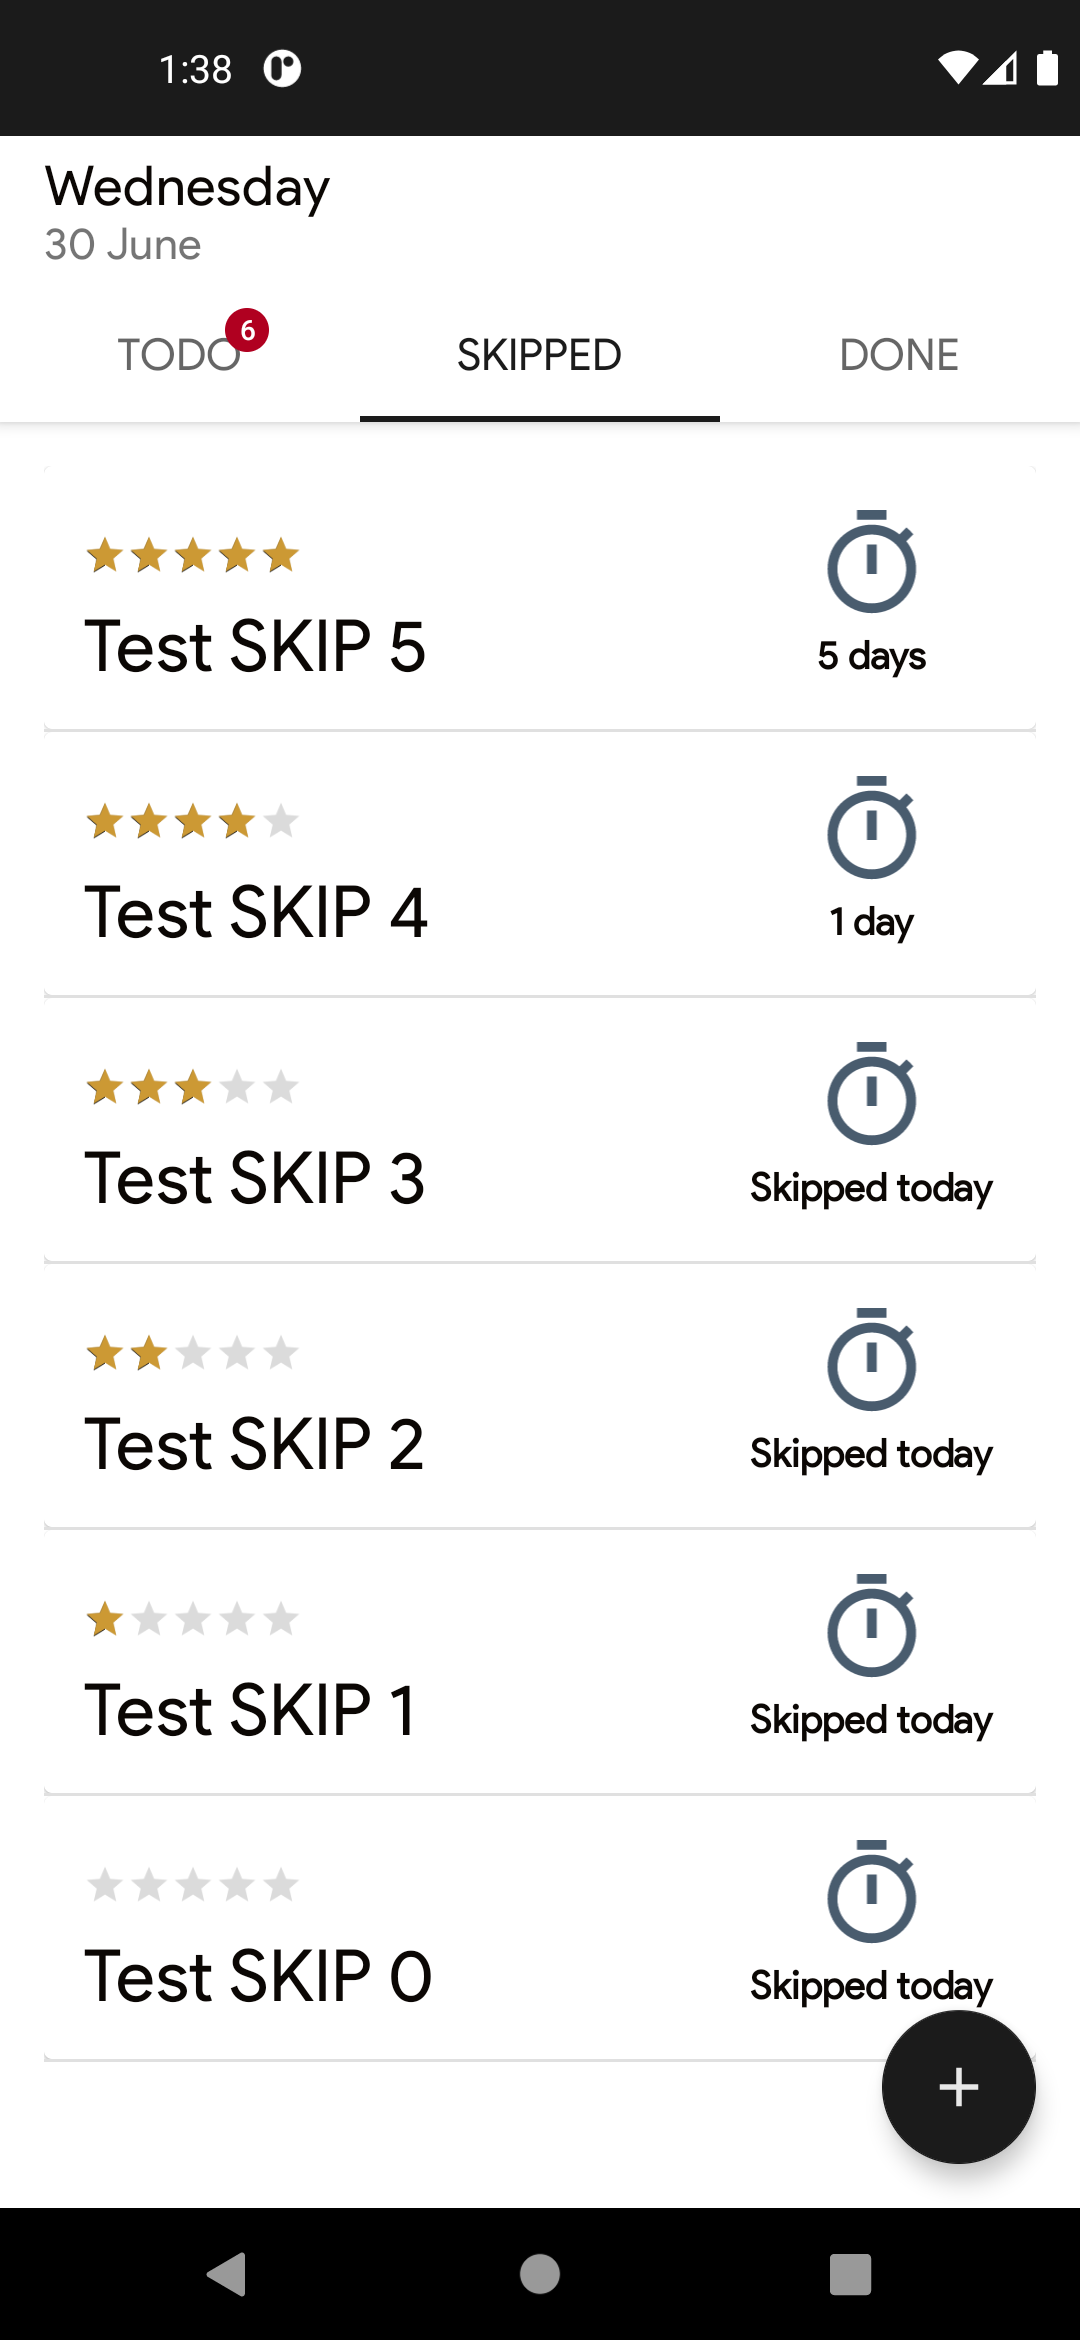 1:38
Wednesday
30 June
TODO 6 SKIPPED DONE
Test SKIP 5
5 days
Test SKIP 4
1 day
Test SKIP 3
Skipped today
Test SKIP 2
Skipped today
Test SKIP 1
Skipped today
Test SKIP 0
Skipped today
+